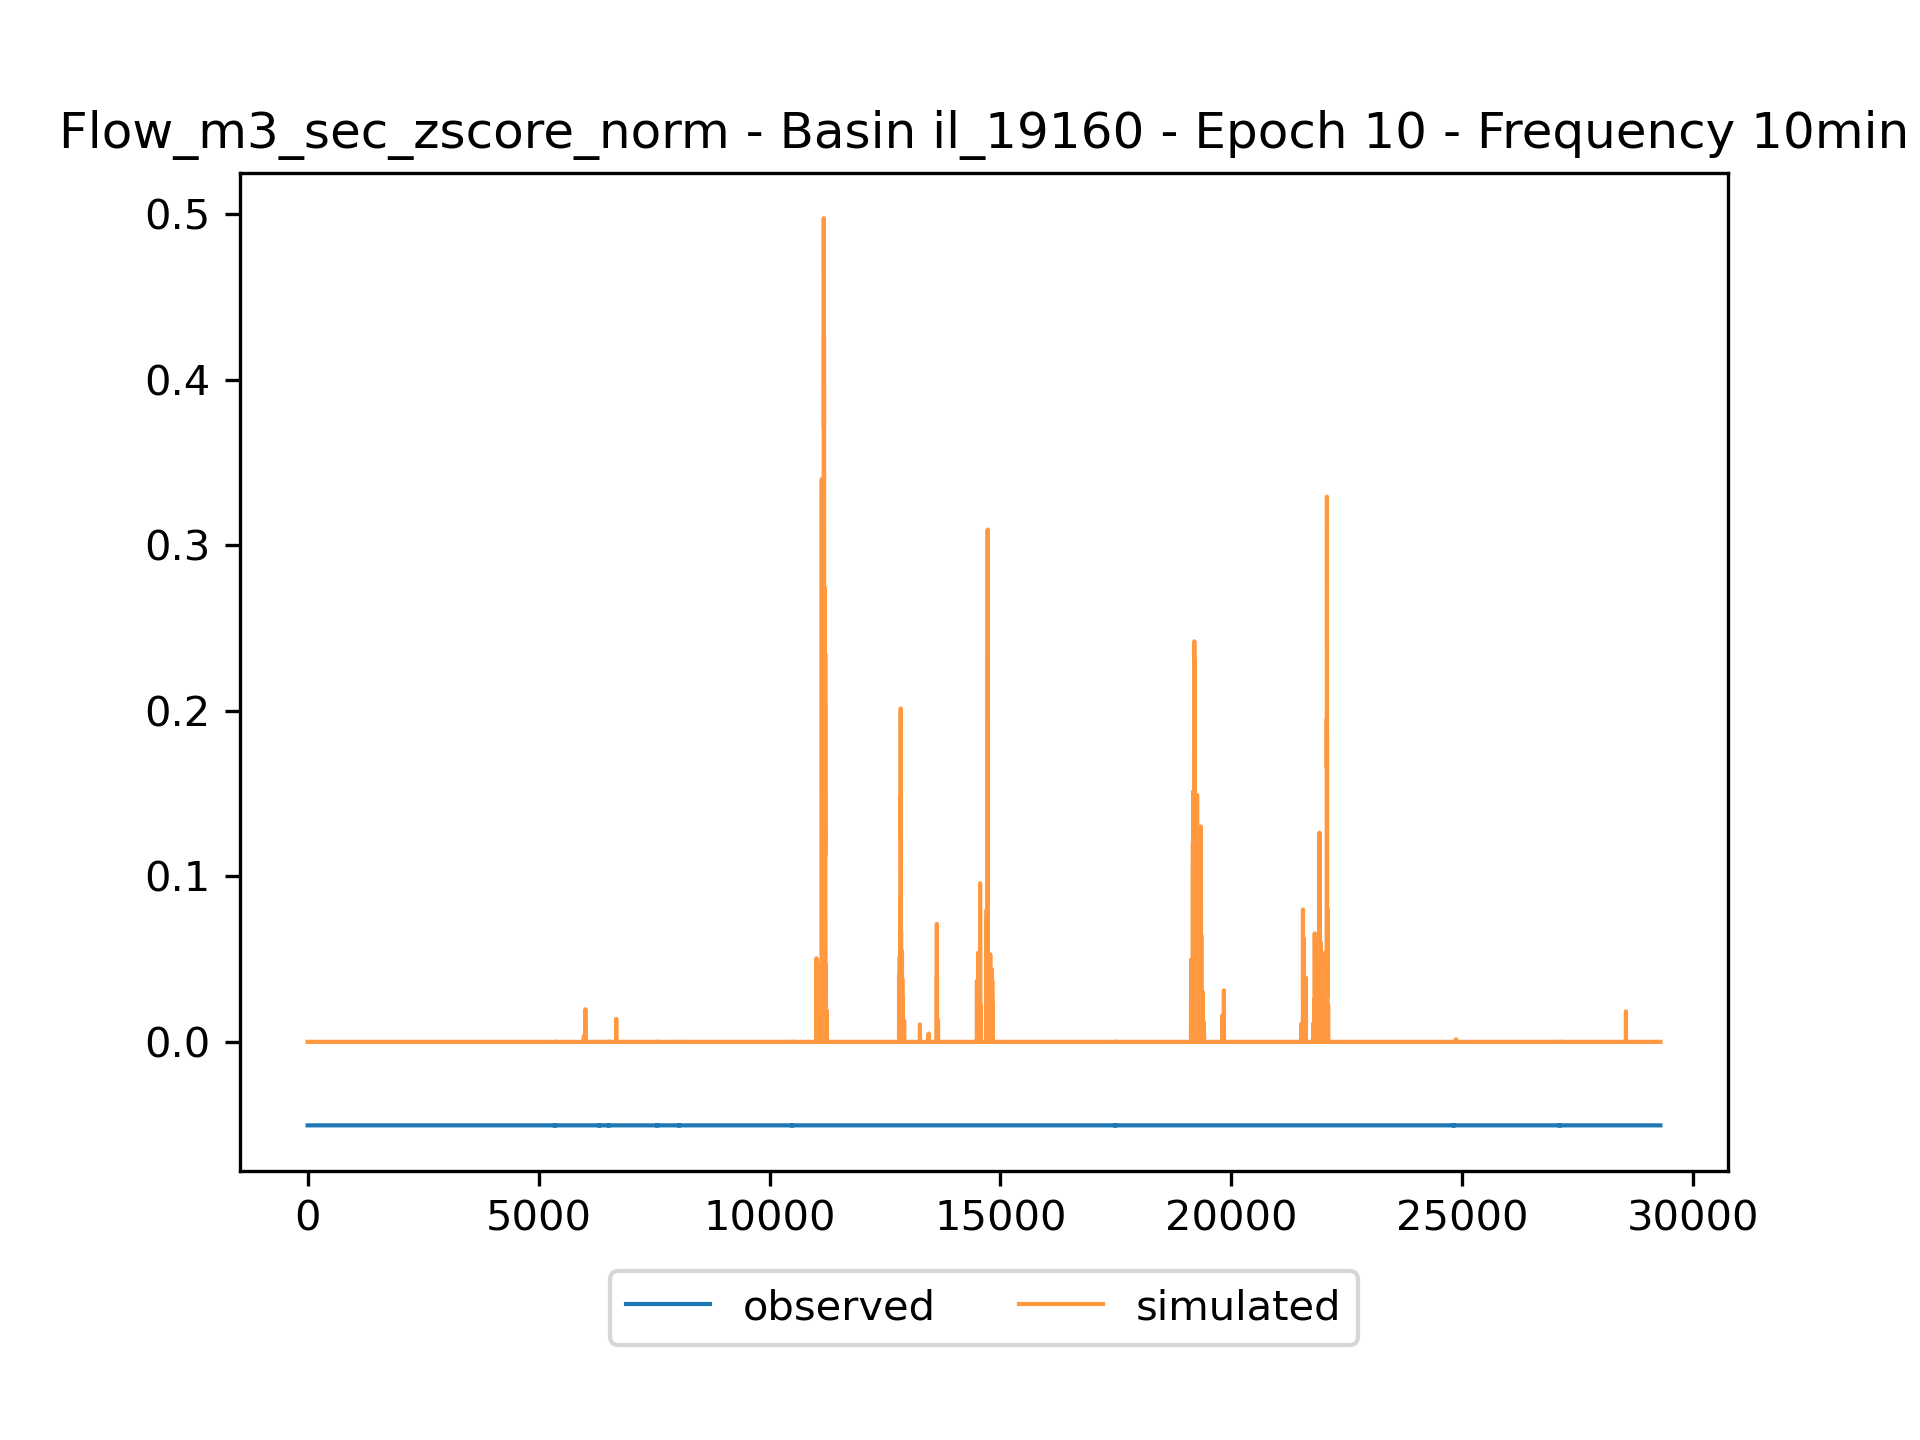 Flow_m3_sec_zscore_norm - Basin il_19160 - Epoch 10 - Frequency 10min
0.5
0.4
0.3
0.2
0.1
0.0
0 5000 10000 15000 20000 25000 30000
observed simulated